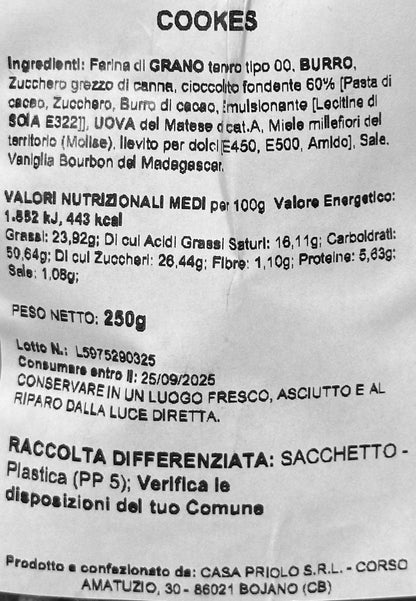 COOKES
Ingredienti: Farina di GRANO tenro tipo 00, BURRO,
Zucchero grezzo di canna, cioccolto fondente 60% [Pasta di
cacao, Zucchero, Burro di cacao, Emulsionante [Lecitine di
SOIA E322]], UOVA del Matese d cat.A, Miele millefiori del
territorio (Molise), lievito per dolci[E450, E500, Amido], Sale.
Vaniglia Bourbon del Madagascar.
VALORI NUTRIZIONALI MEDI per 100g Valore Energetico:
1.852 kJ, 443 kcal
Grassi: 23,92g; Di cui Acidi Grassi Saturi: 16,11g; Carboidrati:
50,64g; Di cui Zuccheri: 26,44g; Fibre: 1,10g; Proteine: 5,63g;
Sale: 1,08g;
PESO NETTO: 250g
Lotto N.: L5975290325
Consumare entro il: 25/09/2025
CONSERVARE IN UN LUOGO FRESCO, ASCIUTTO E AL
RIPARO DALLA LUCE DIRETTA.
RACCOLTA DIFFERENZIATA: SACCHETTO -
Plastica (PP 5); Verifica le
disposizioni del tuo Comune
Prodotto e confezionato da: CASA PRIOLO S.R.L. - CORSO
AMATUZIO, 30 - 86021 BOJANO (CB)